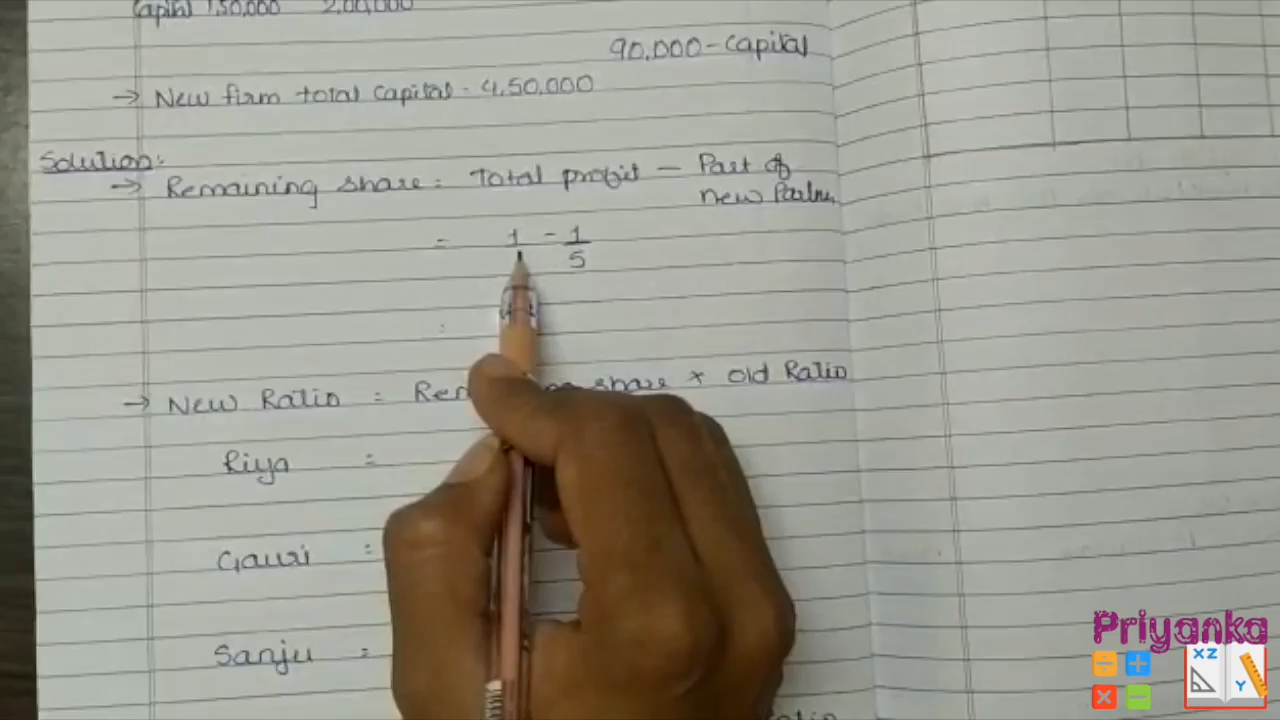 Capital 1,50,000 2,00,000
90,000 - Capital
→ New firm total Capital = 4,50,000
Solution:
→ Remaining share = Total profit — Part of
new Partner
= 1 - 1
5
→ New Ratio = share × Old Ratio
Riya =
Gauri =
Sanju =
Priyanka
XZ
Y